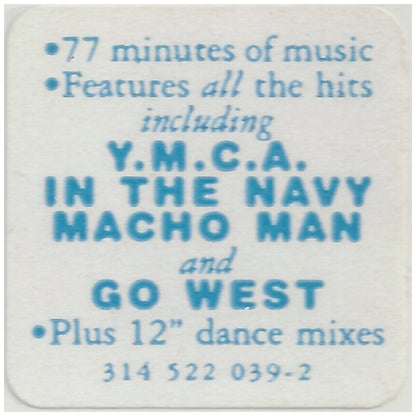 •77 minutes of music
•Features all the hits
including
Y.M.C.A.
IN THE NAVY
MACHO MAN
and
GO WEST
•Plus 12" dance mixes
314 522 039-2